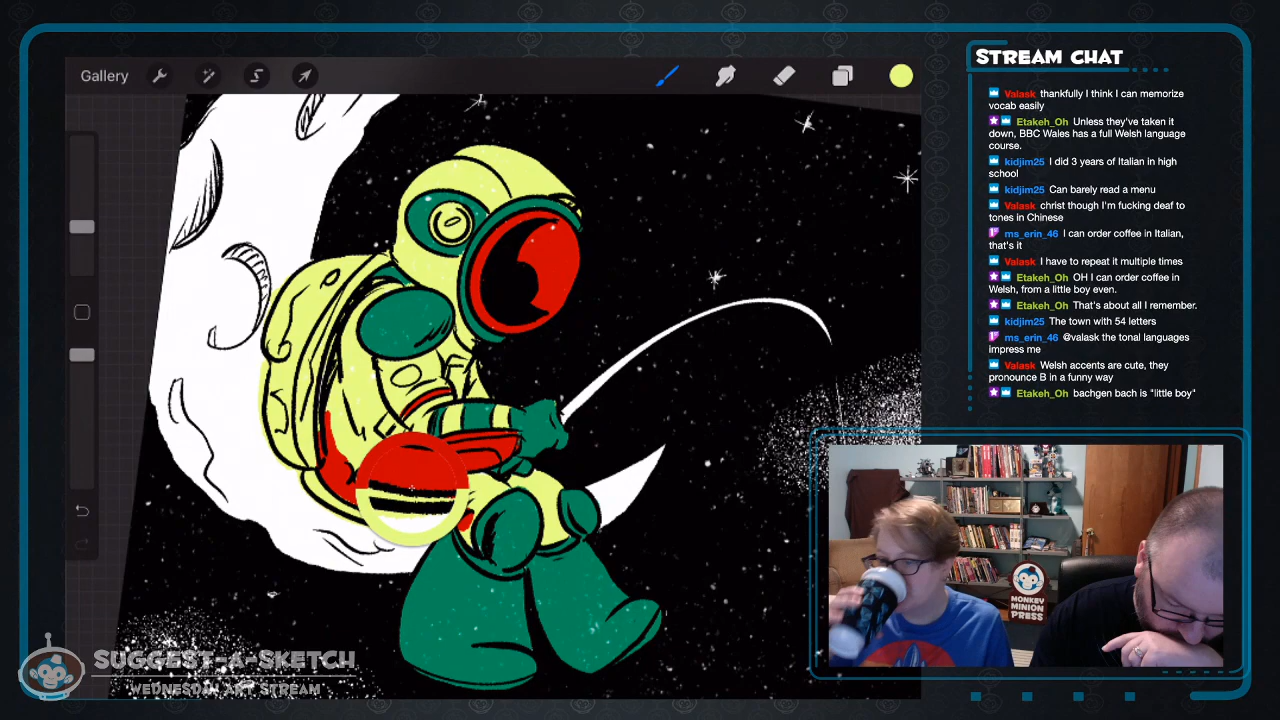 Gallery
STREAM CHAT
Valask thankfully I think I can memorize
vocab easily
Etakeh_Oh Unless they've taken it
down, BBC Wales has a full Welsh language
course.
kidjim25 I did 3 years of Italian in high
school
kidjim25 Can barely read a menu
Valask christ though I'm fucking deaf to
tones in Chinese
ms_erin_46 I can order coffee in Italian,
that's it
Valask I have to repeat it multiple times
Etakeh_Oh OH I can order coffee in
Welsh, from a little boy even.
Etakeh_Oh That's about all I remember.
kidjim25 The town with 54 letters
ms_erin_46 @valask the tonal languages
impress me
Valask Welsh accents are cute, they
pronounce B in a funny way
Etakeh_Oh bachgen bach is "little boy"
MONKEY
MINION
PRESS
SUGGEST-A-SKETCH
WEDNESDAY ART STREAM